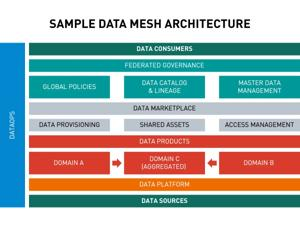 SAMPLE DATA MESH ARCHITECTURE
DATA CONSUMERS
FEDERATED GOVERNANCE
GLOBAL POLICIES
DATA CATALOG
& LINEAGE
MASTER DATA
MANAGEMENT
DATA MARKETPLACE
DATA PROVISIONING
SHARED ASSETS
ACCESS MANAGEMENT
DATA PRODUCTS
DOMAIN A
DOMAIN C
(AGGREGATED)
DOMAIN B
DATA PLATFORM
DATA SOURCES
DATAOPS